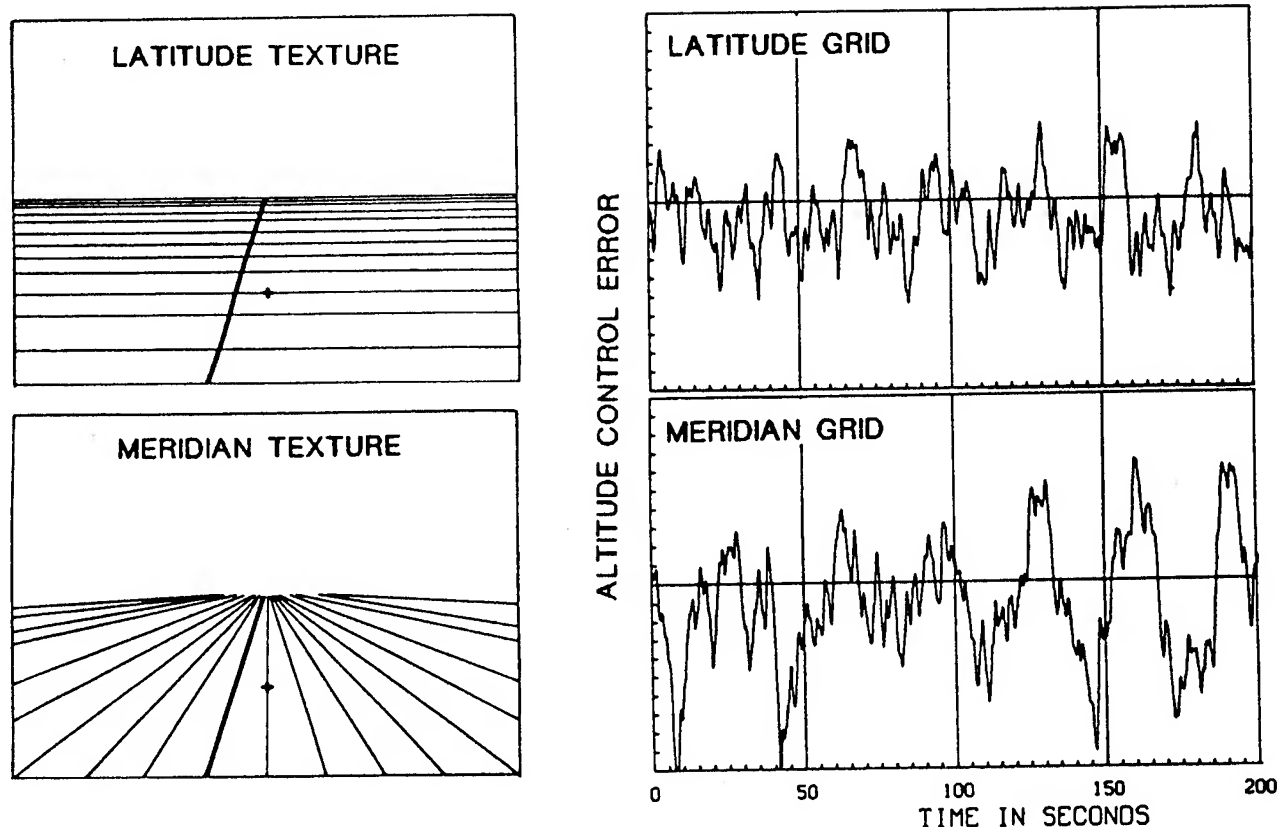 LATITUDE TEXTURE
MERIDIAN TEXTURE
ALTITUDE CONTROL ERROR
LATITUDE GRID
MERIDIAN GRID
0 50 100 150 200
TIME IN SECONDS